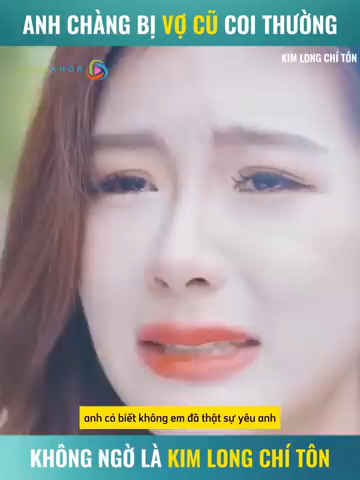 ANH CHÀNG BỊ VỢ CŨ COI THƯỜNG
KIM LONG CHÍ TÔN
anh có biết không em đã thật sự yêu anh
KHÔNG NGỜ LÀ KIM LONG CHÍ TÔN